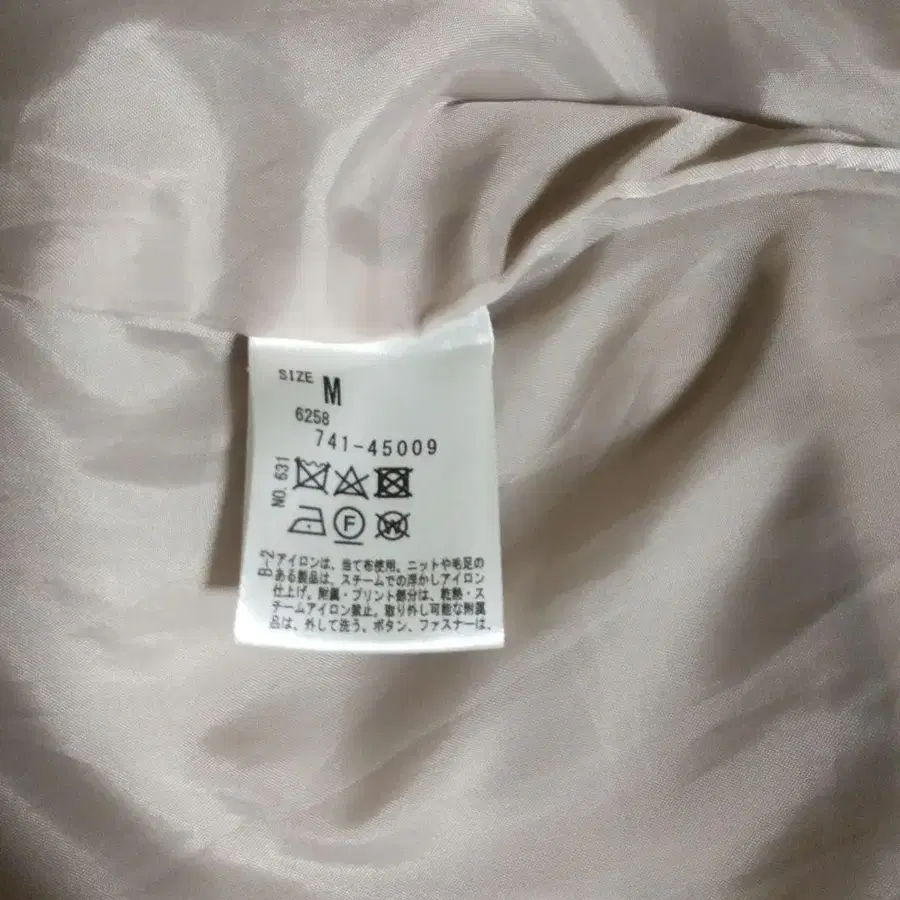 SIZE M
6258
741-45009
NO.631
F
W
B-2
アイロンは、当て布使用。ニットや毛足の
ある製品は、スチームでの浮かしアイロン
仕上げ。附属・プリント部分は、乾熱・ス
チームアイロン禁止。取り外し可能な附属
品は、外して洗う。ボタン、ファスナーは、